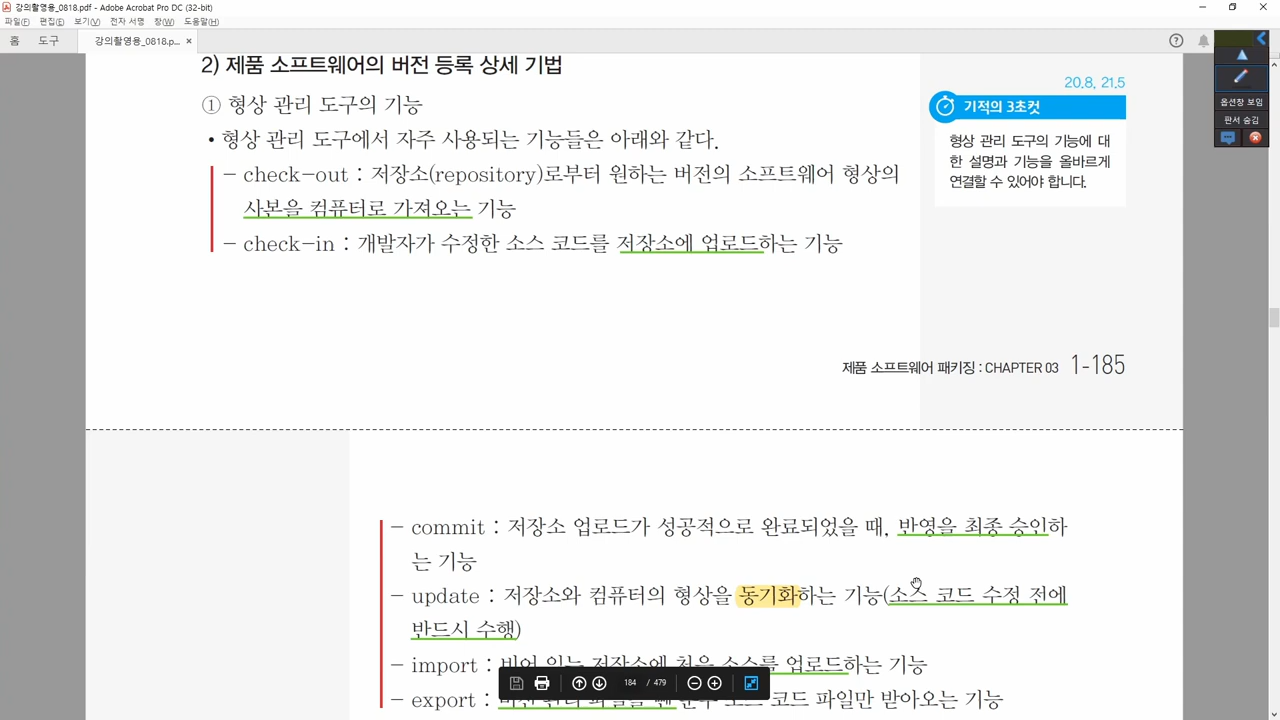 강의촬영용_0818.pdf - Adobe Acrobat Pro DC (32-bit)
파일(F) 편집(E) 보기(V) 전자 서명 창(W) 도움말(H)
홈 도구 강의촬영용_0818.p... ×
옵션창 보임
판서 숨김
2) 제품 소프트웨어의 버전 등록 상세 기법
① 형상 관리 도구의 기능
• 형상 관리 도구에서 자주 사용되는 기능들은 아래와 같다.
– check-out : 저장소(repository)로부터 원하는 버전의 소프트웨어 형상의
사본을 컴퓨터로 가져오는 기능
– check-in : 개발자가 수정한 소스 코드를 저장소에 업로드하는 기능
20.8, 21.5
기적의 3초컷
형상 관리 도구의 기능에 대
한 설명과 기능을 올바르게
연결할 수 있어야 합니다.
제품 소프트웨어 패키징 : CHAPTER 03 1-185
– commit : 저장소 업로드가 성공적으로 완료되었을 때, 반영을 최종 승인하
는 기능
– update : 저장소와 컴퓨터의 형상을 동기화하는 기능(소스 코드 수정 전에
반드시 수행)
– import : 비어 있는 저장소에 처음 소스를 업로드하는 기능
– export : 코드 파일만 받아오는 기능
184 / 479